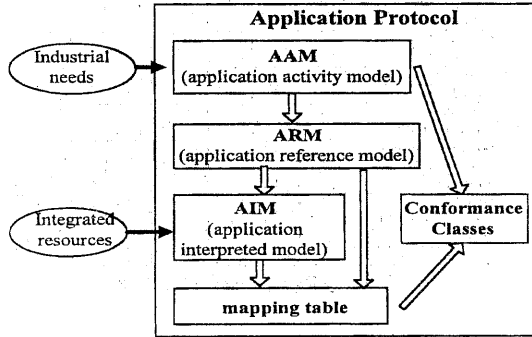 Application Protocol
Industrial
needs
AAM
(application activity model)
ARM
(application reference model)
Integrated
resources
AIM
(application
interpreted model)
Conformance
Classes
mapping table